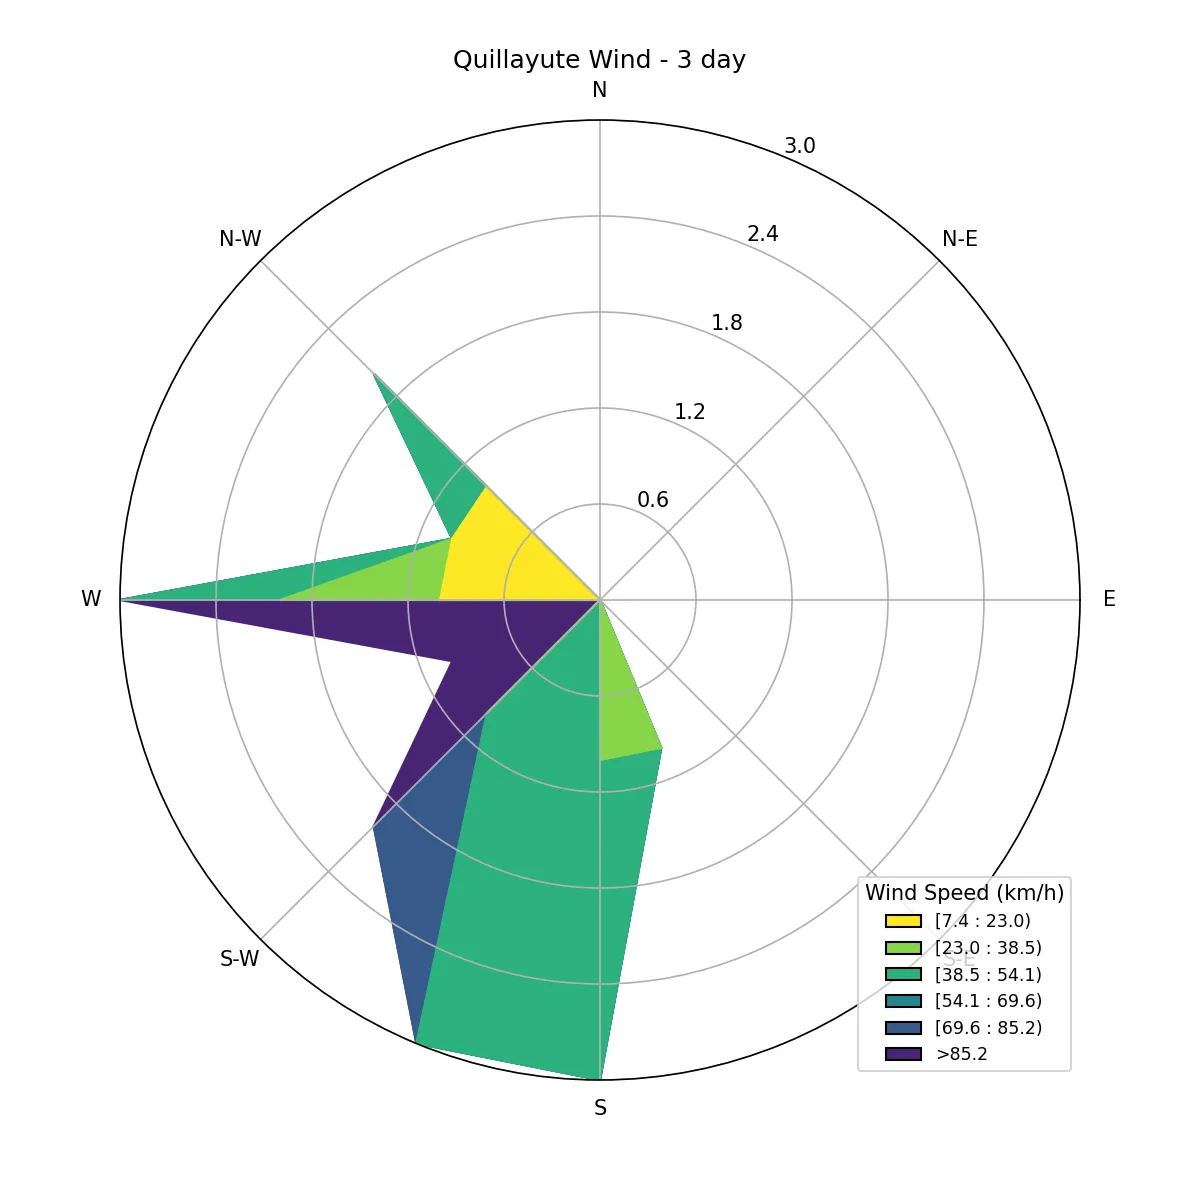 Quillayute Wind - 3 day
N
3.0
N-W
N-E
2.4
1.8
1.2
0.6
W
E
Wind Speed (km/h)
[7.4 : 23.0)
[23.0 : 38.5)
S-W
S-E
[38.5 : 54.1)
[54.1 : 69.6)
[69.6 : 85.2)
>85.2
S